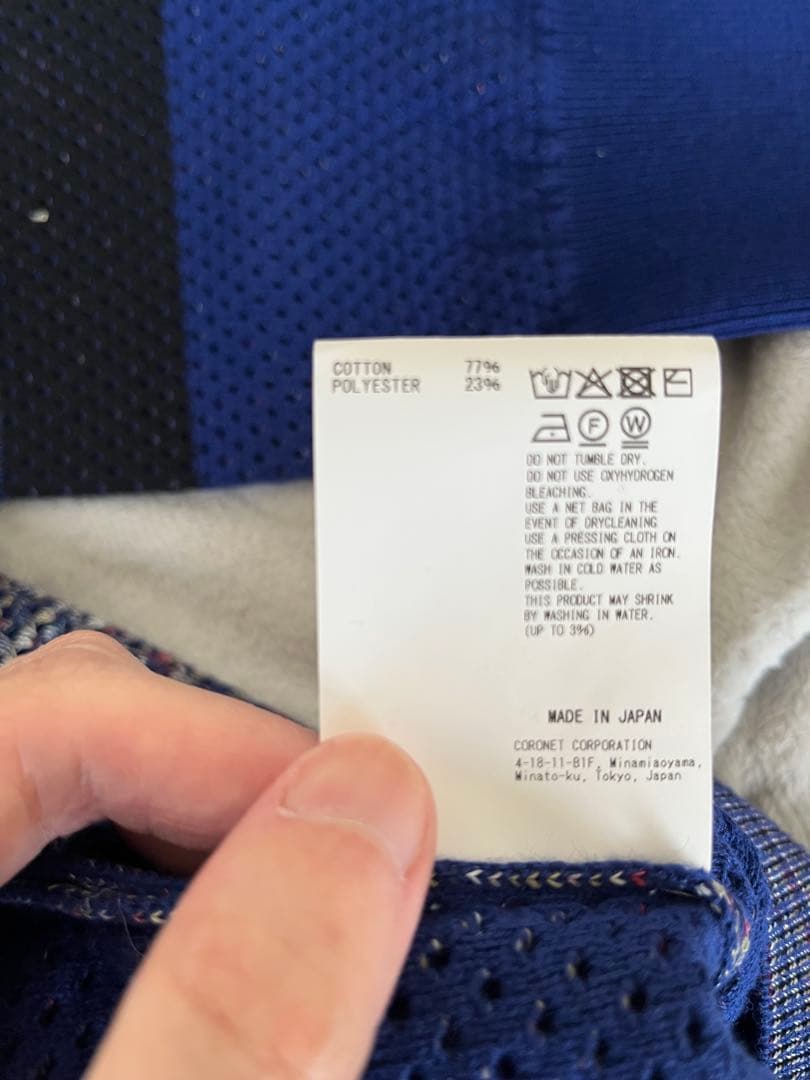 COTTON 77%
POLYESTER 23%
F W
DO NOT TUMBLE DRY.
DO NOT USE OXYHYDROGEN
BLEACHING.
USE A NET BAG IN THE
EVENT OF DRYCLEANING
USE A PRESSING CLOTH ON
THE OCCASION OF AN IRON.
WASH IN COLD WATER AS
POSSIBLE.
THIS PRODUCT MAY SHRINK
BY WASHING IN WATER.
(UP TO 3%)
MADE IN JAPAN
CORONET CORPORATION
4-18-11-B1F, Minamiaoyama,
Minato-ku, Tokyo, Japan